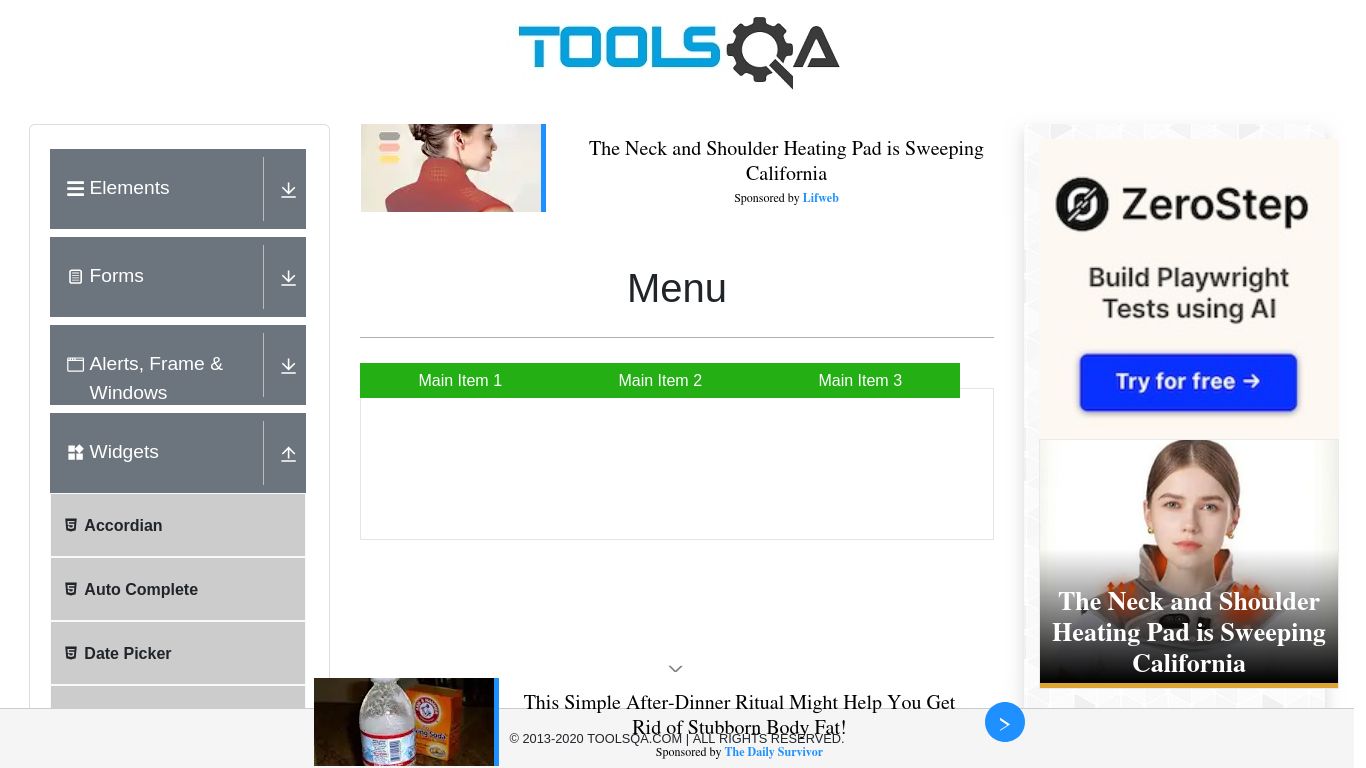 TOOLSQA
Elements
Forms
Alerts, Frame &
Windows
Widgets
Accordian
Auto Complete
Date Picker
The Neck and Shoulder Heating Pad is Sweeping
California
Sponsored by Lifweb
Menu
Main Item 1
Main Item 2
Main Item 3
ZeroStep
Build Playwright
Tests using AI
Try for free →
The Neck and Shoulder
Heating Pad is Sweeping
California
This Simple After-Dinner Ritual Might Help You Get
Rid of Stubborn Body Fat!
Sponsored by The Daily Survivor
© 2013-2020 TOOLSQA.COM | ALL RIGHTS RESERVED.